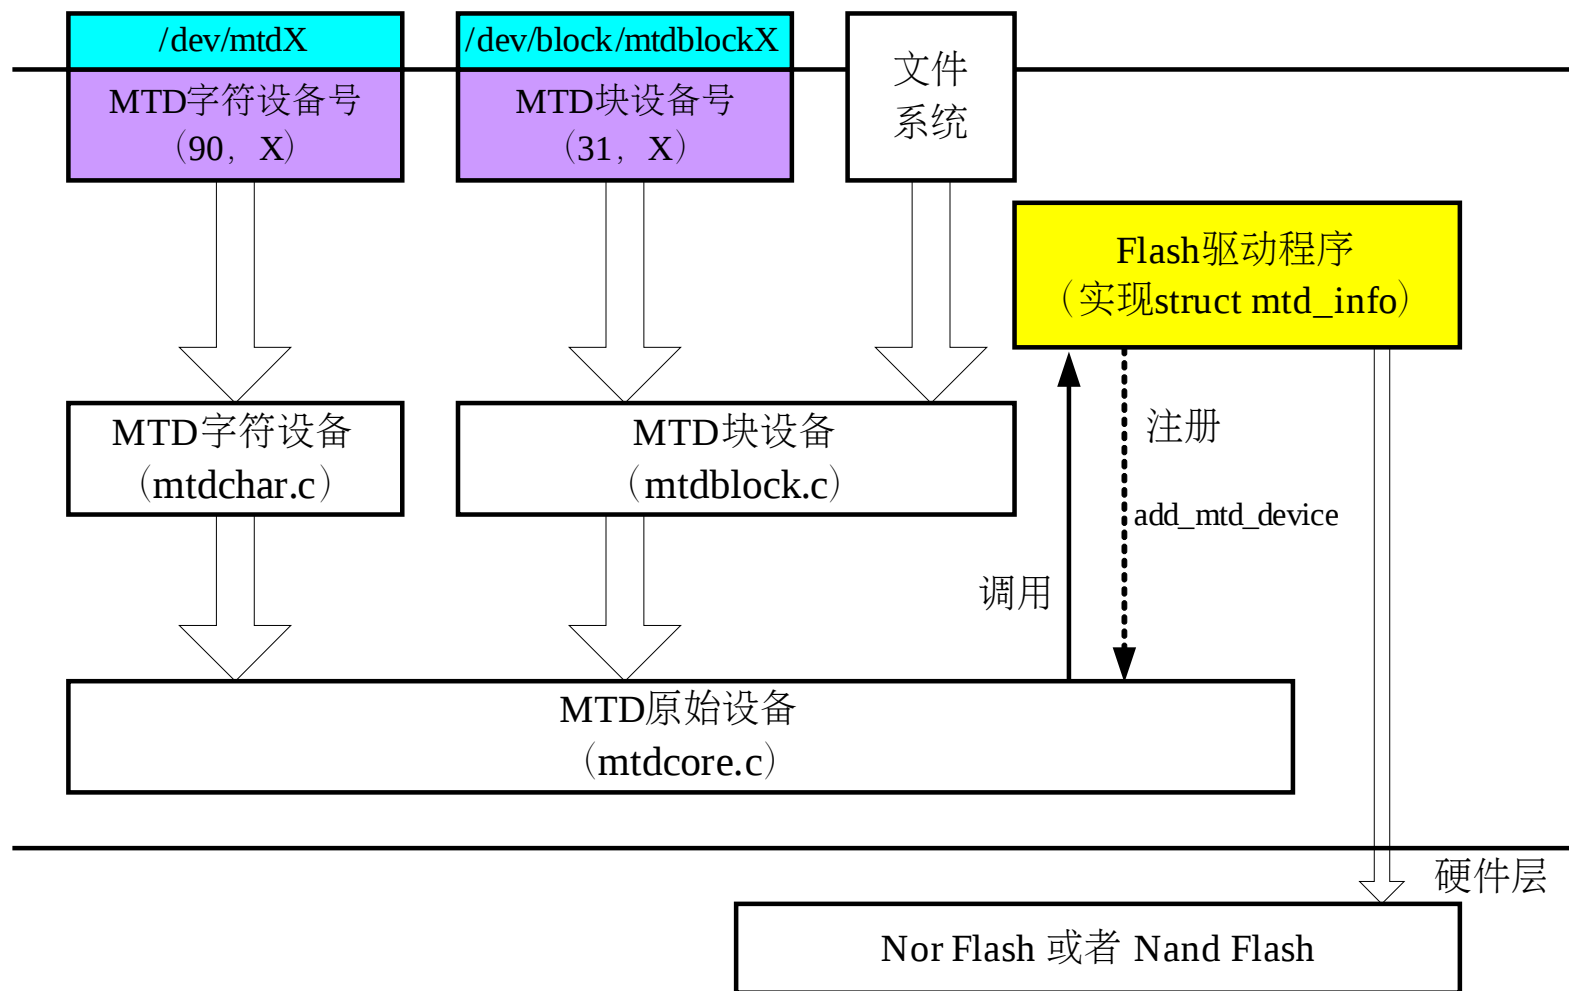 /dev/mtdX
/dev/block/mtdblockX
MTD字符设备号
（90，X）
MTD块设备号
（31，X）
文件
系统
Flash驱动程序
（实现struct mtd_info）
MTD字符设备
（mtdchar.c）
MTD块设备
（mtdblock.c）
注册
add_mtd_device
调用
MTD原始设备
（mtdcore.c）
硬件层
Nor Flash 或者 Nand Flash